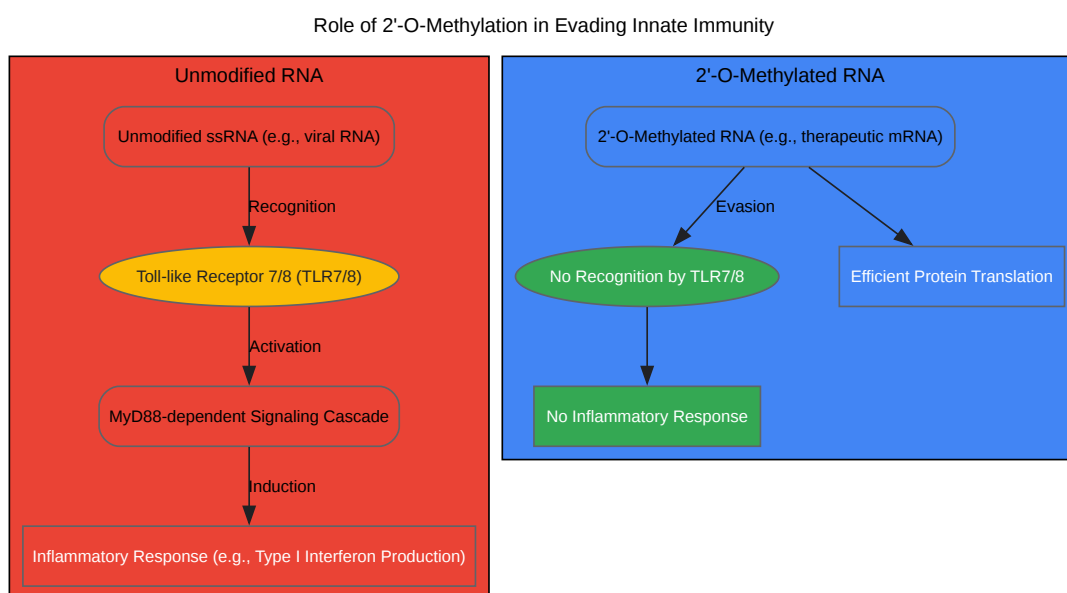 Role of 2'-O-Methylation in Evading Innate Immunity
Unmodified RNA
Unmodified ssRNA (e.g., viral RNA)
Recognition
Toll-like Receptor 7/8 (TLR7/8)
Activation
MyD88-dependent Signaling Cascade
Induction
Inflammatory Response (e.g., Type I Interferon Production)
2'-O-Methylated RNA
2'-O-Methylated RNA (e.g., therapeutic mRNA)
Evasion
No Recognition by TLR7/8
Efficient Protein Translation
No Inflammatory Response